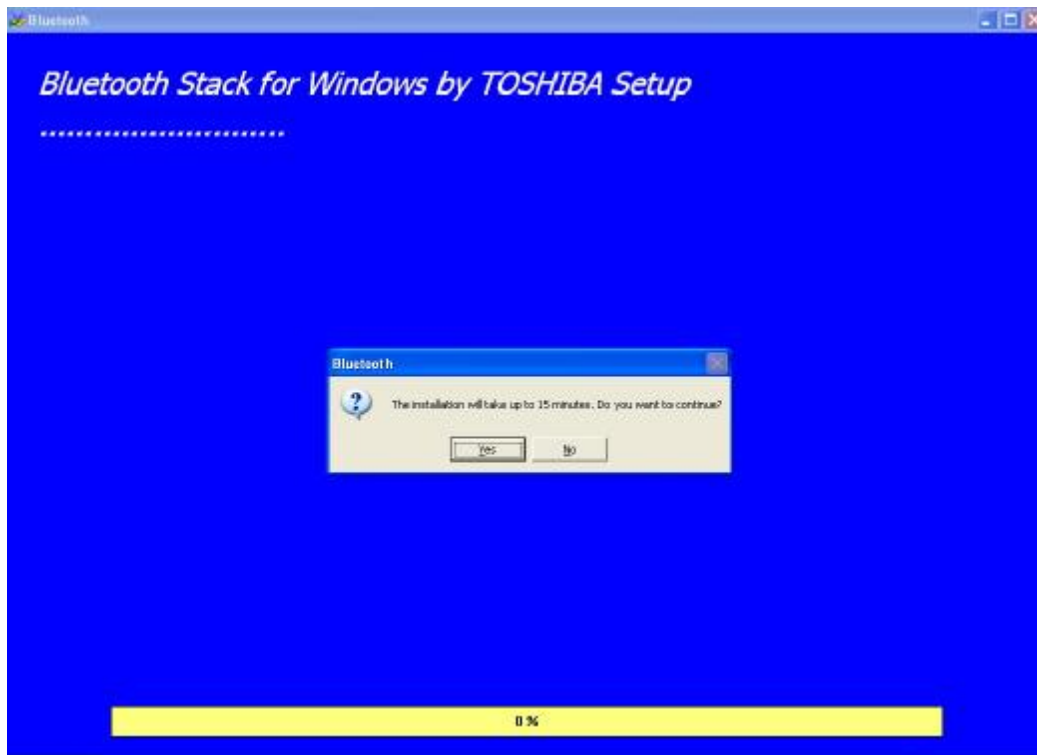 Bluetooth
Bluetooth Stack for Windows by TOSHIBA Setup
...........................
Bluetooth
The installation will take up to 15 minutes. Do you want to continue?
Yes
No
0 %